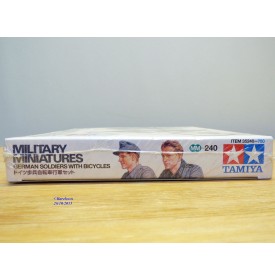 MILITARY
MINIATURES
GERMAN SOLDIERS WITH BICYCLES
ドイツ歩兵自転車行軍セット
MM 240
ITEM 35240
TAMIYA